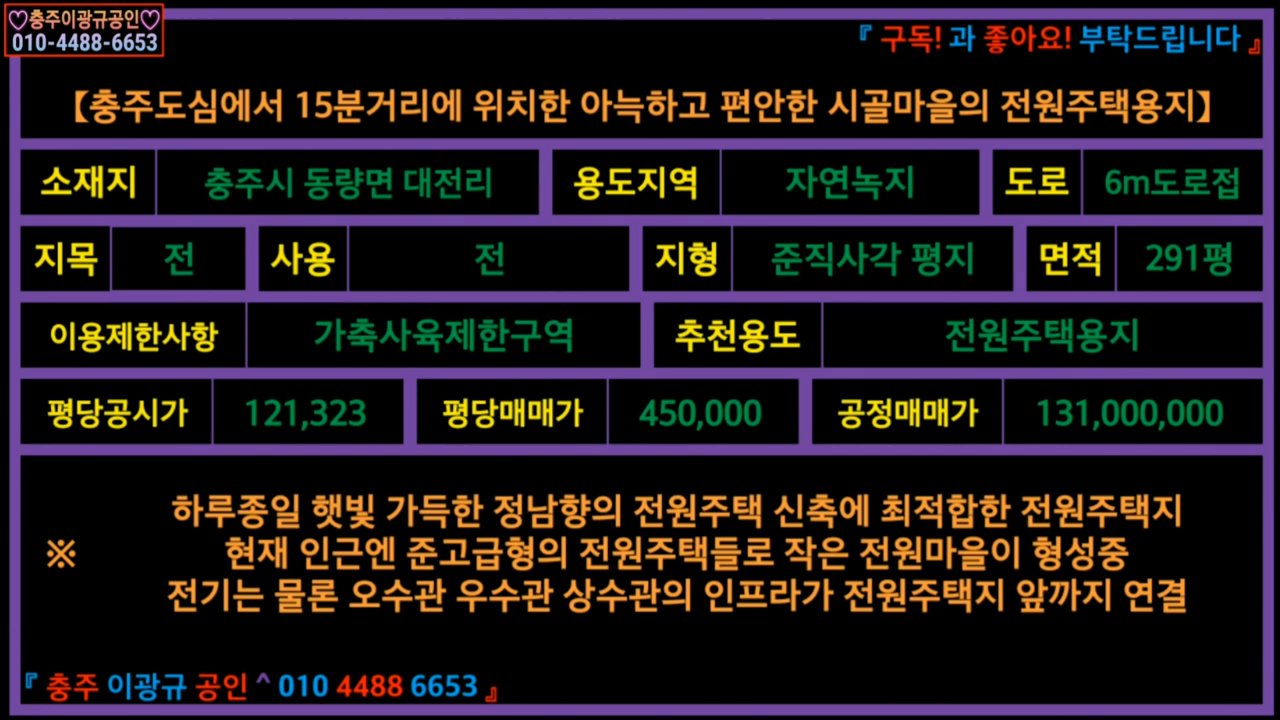 ♡충주이광규공인♡
010-4488-6653
『 구독! 과 좋아요! 부탁드립니다 』
【충주도심에서 15분거리에 위치한 아늑하고 편안한 시골마을의 전원주택용지】
소재지 충주시 동량면 대전리 용도지역 자연녹지 도로 6m도로접
지목 전 사용 전 지형 준직사각 평지 면적 291평
이용제한사항 가축사육제한구역 추천용도 전원주택용지
평당공시가 121,323 평당매매가 450,000 공정매매가 131,000,000
하루종일 햇빛 가득한 정남향의 전원주택 신축에 최적합한 전원주택지
※ 현재 인근엔 준고급형의 전원주택들로 작은 전원마을이 형성중
전기는 물론 오수관 우수관 상수관의 인프라가 전원주택지 앞까지 연결
『 충주 이광규 공인 ^ 010 4488 6653 』